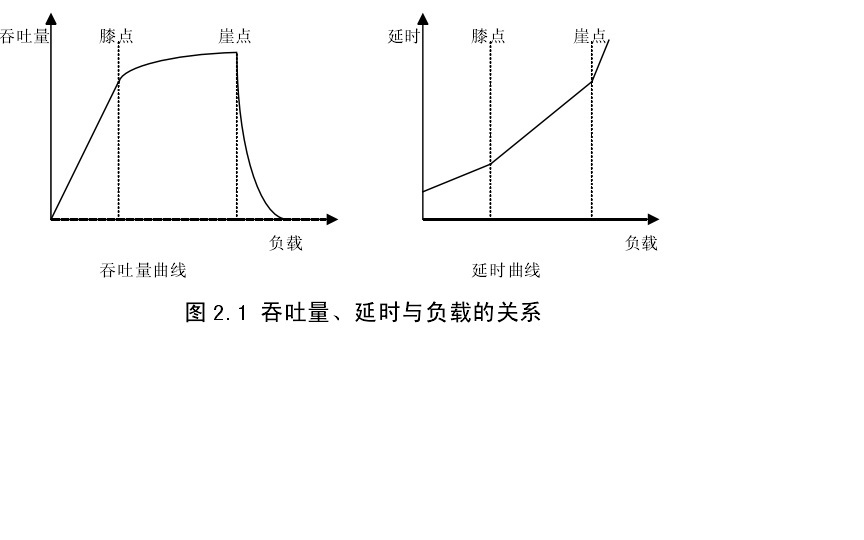 吞吐量 膝点 崖点 延时 膝点 崖点
负载 负载
吞吐量曲线 延时曲线
图 2.1 吞吐量、延时与负载的关系